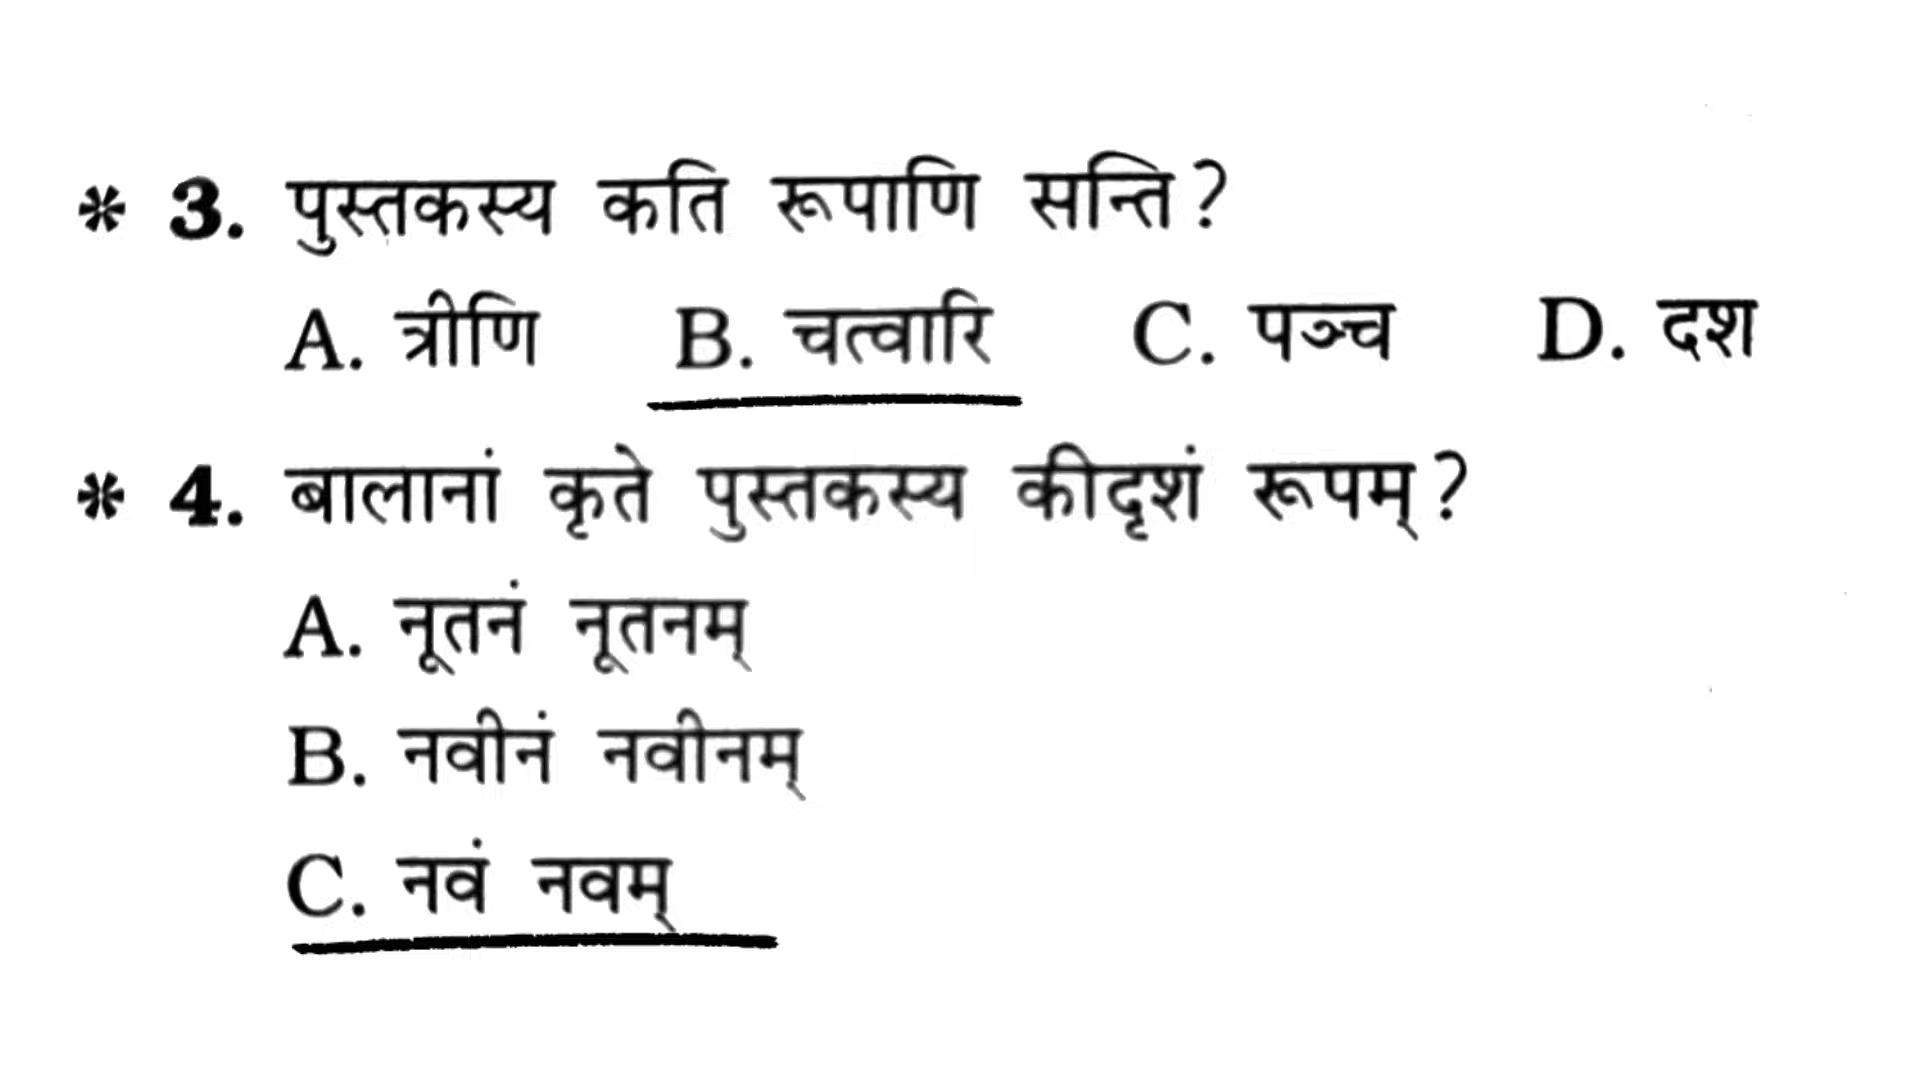 * 3. पुस्तकस्य कति रूपाणि सन्ति?
A. त्रीणि B. चत्वारि C. पञ्च D. दश
* 4. बालानां कृते पुस्तकस्य कीदृशं रूपम्?
A. नूतनं नूतनम्
B. नवीनं नवीनम्
C. नवं नवम्